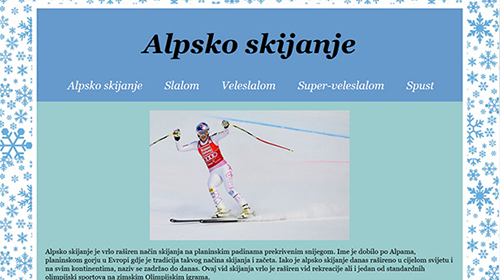 Alpsko skijanje
Alpsko skijanje Slalom Veleslalom Super-veleslalom Spust
Alpsko skijanje je vrlo raširen način skijanja na planinskim padinama prekrivenim snijegom. Ime je dobilo po Alpama,
planinskom gorju u Evropi gdje je tradicija takvog načina skijanja i začeta. Iako je alpsko skijanje danas rašireno u cijelom svijetu i
na svim kontinentima, naziv se zadržao do danas. Ovaj vid skijanja vrlo je raširen vid rekreacije ali i jedan od standardnih
olimpijski sportova na zimskim Olimpijskim igrama.